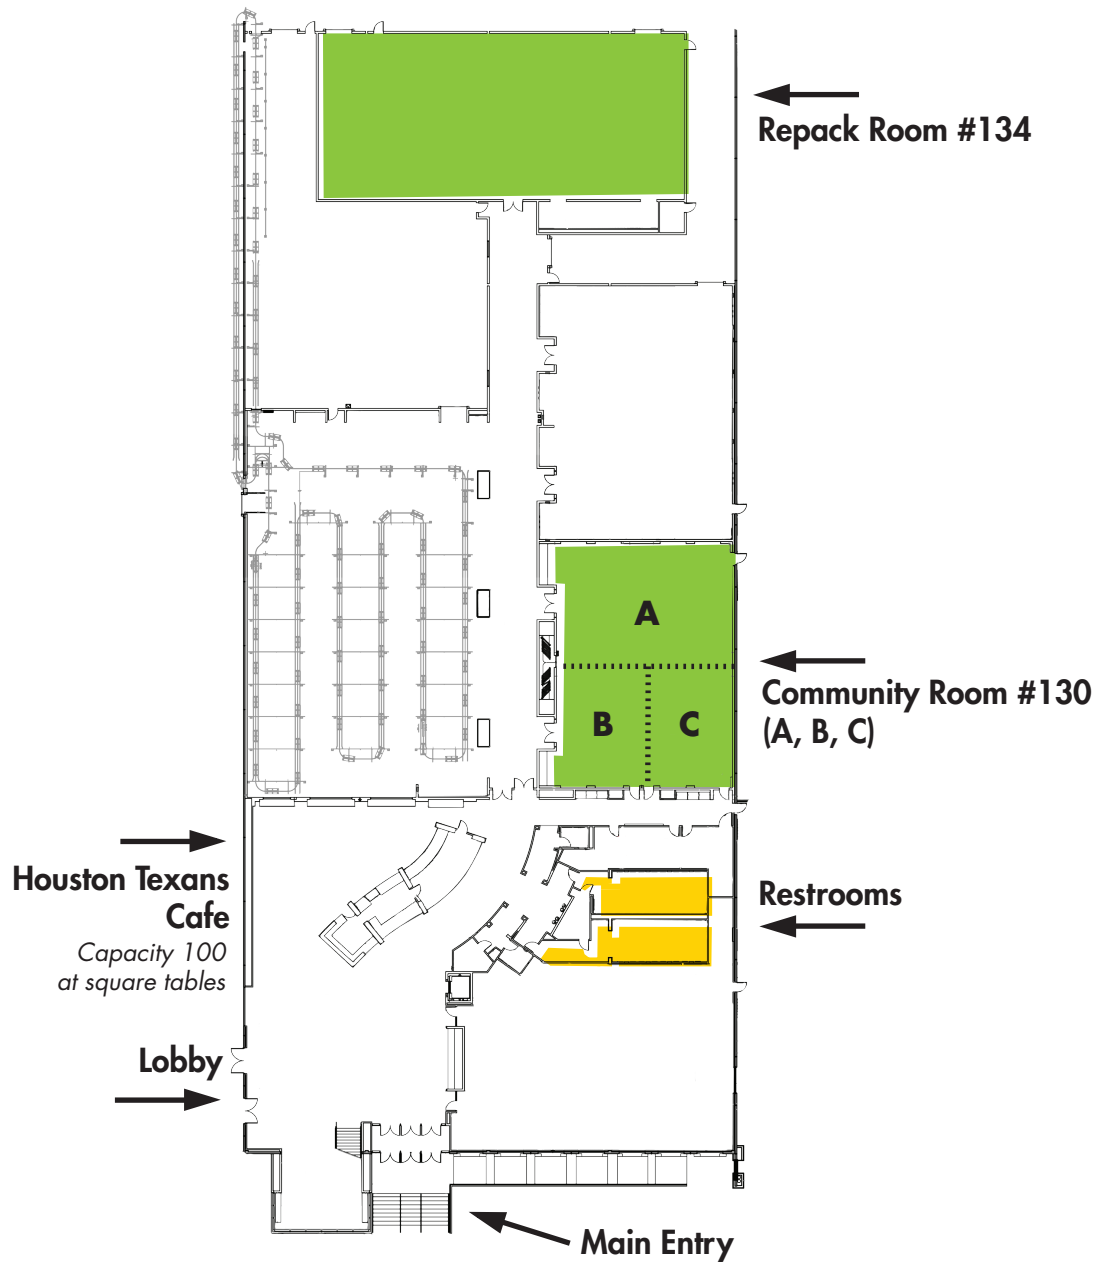 Repack Room #134
A
B
C
Community Room #130
(A, B, C)
Houston Texans
Cafe
Capacity 100
at square tables
Restrooms
Lobby
Main Entry